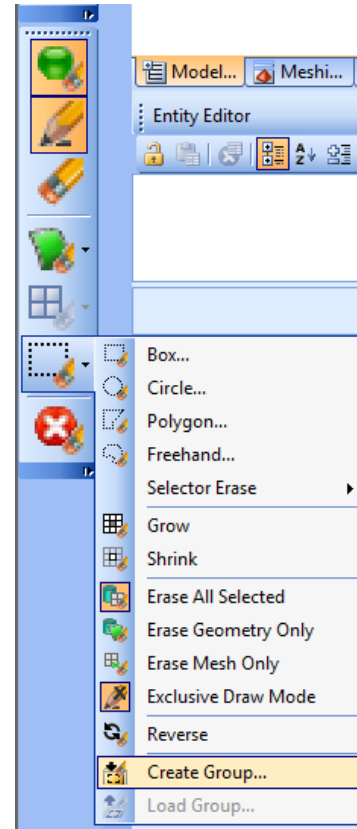 Model... Meshi...
Entity Editor
Box...
Circle...
Polygon...
Freehand...
Selector Erase
Grow
Shrink
Erase All Selected
Erase Geometry Only
Erase Mesh Only
Exclusive Draw Mode
Reverse
Create Group...
Load Group...